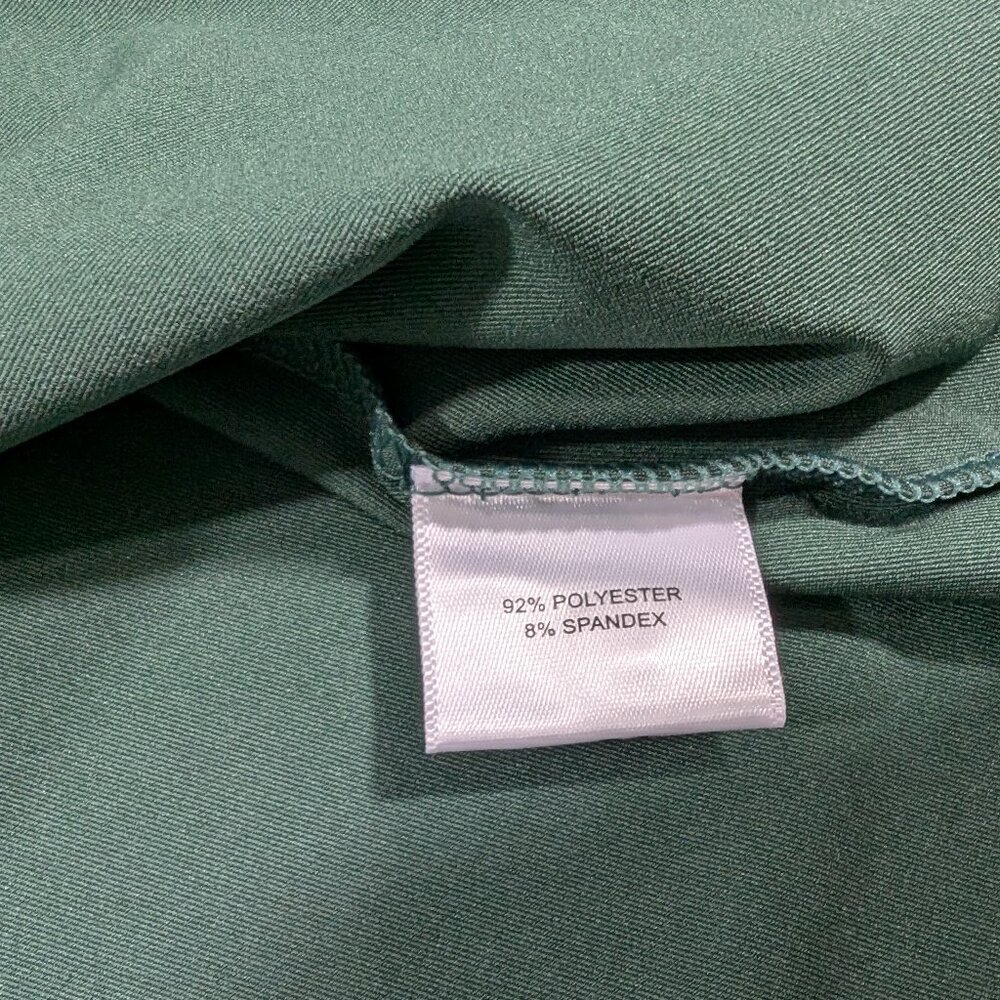 92% POLYESTER
8% SPANDEX